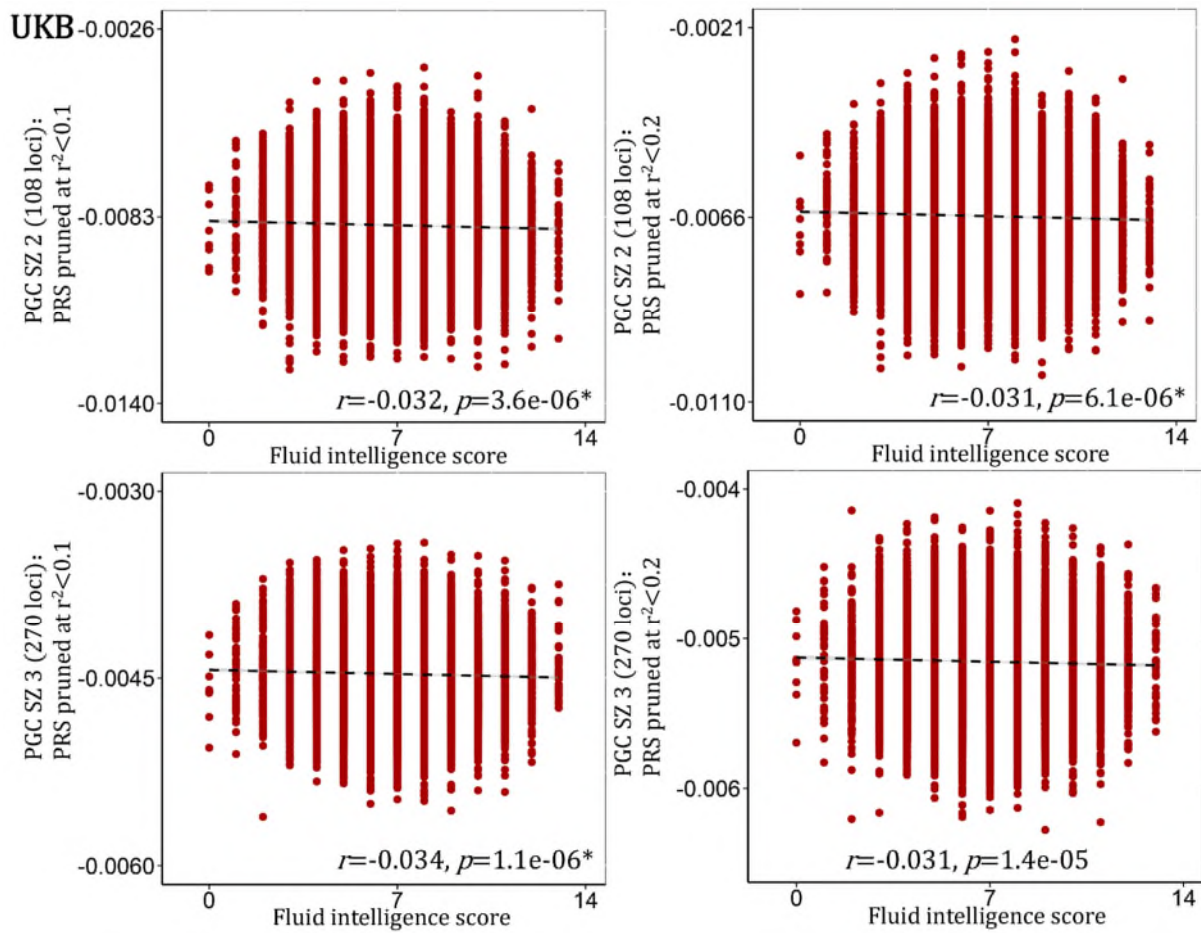 UKB
-0.0026
-0.0083
-0.0140
PGC SZ 2 (108 loci):
PRS pruned at r²<0.1
r=-0.032, p=3.6e-06*
0
7
14
Fluid intelligence score
-0.0021
-0.0066
-0.0110
PGC SZ 2 (108 loci):
PRS pruned at r²<0.2
r=-0.031, p=6.1e-06*
0
7
14
Fluid intelligence score
-0.0030
-0.0045
-0.0060
PGC SZ 3 (270 loci):
PRS pruned at r²<0.1
r=-0.034, p=1.1e-06*
0
7
14
Fluid intelligence score
-0.004
-0.005
-0.006
PGC SZ 3 (270 loci):
PRS pruned at r²<0.2
r=-0.031, p=1.4e-05
0
7
14
Fluid intelligence score